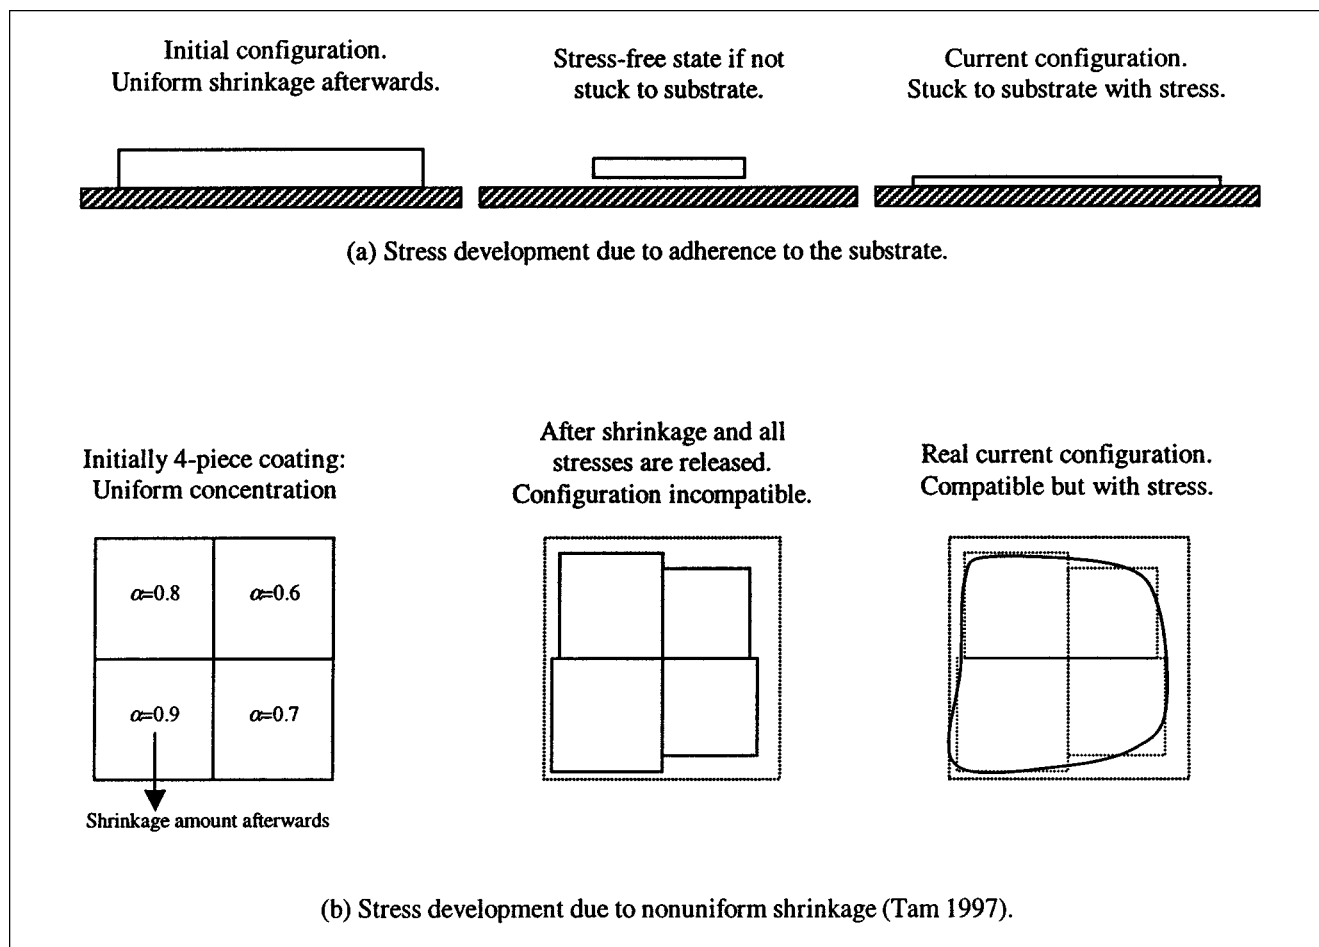 Initial configuration.
Uniform shrinkage afterwards.
Stress-free state if not
stuck to substrate.
Current configuration.
Stuck to substrate with stress.
(a) Stress development due to adherence to the substrate.
Initially 4-piece coating:
Uniform concentration
After shrinkage and all
stresses are released.
Configuration incompatible.
Real current configuration.
Compatible but with stress.
α=0.8
α=0.6
α=0.9
α=0.7
Shrinkage amount afterwards
(b) Stress development due to nonuniform shrinkage (Tam 1997).